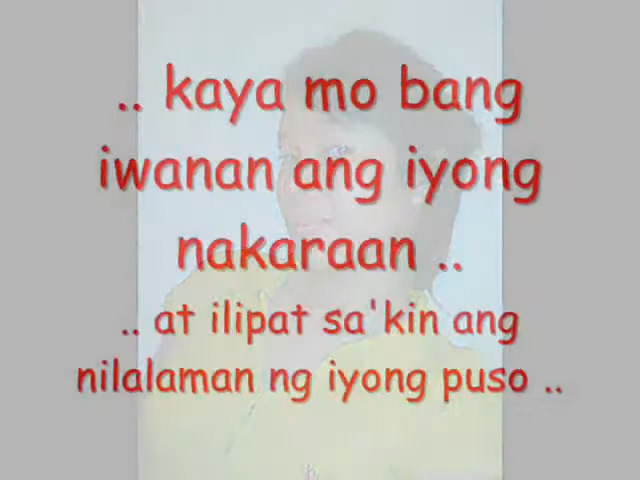 .. kaya mo bang
iwanan ang iyong
nakaraan ..
.. at ilipat sa'kin ang
nilalaman ng iyong puso ..